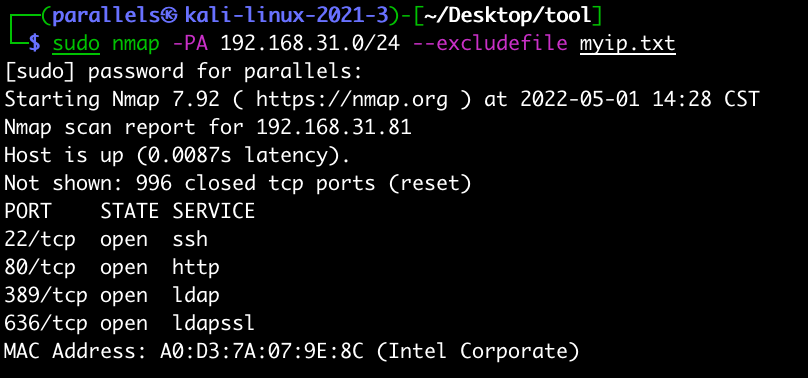 ┌──(parallels㉿kali-linux-2021-3)-[~/Desktop/tool]
└─$ sudo nmap -PA 192.168.31.0/24 --excludefile myip.txt
[sudo] password for parallels:
Starting Nmap 7.92 ( https://nmap.org ) at 2022-05-01 14:28 CST
Nmap scan report for 192.168.31.81
Host is up (0.0087s latency).
Not shown: 996 closed tcp ports (reset)
PORT    STATE SERVICE
22/tcp  open  ssh
80/tcp  open  http
389/tcp open  ldap
636/tcp open  ldapssl
MAC Address: A0:D3:7A:07:9E:8C (Intel Corporate)